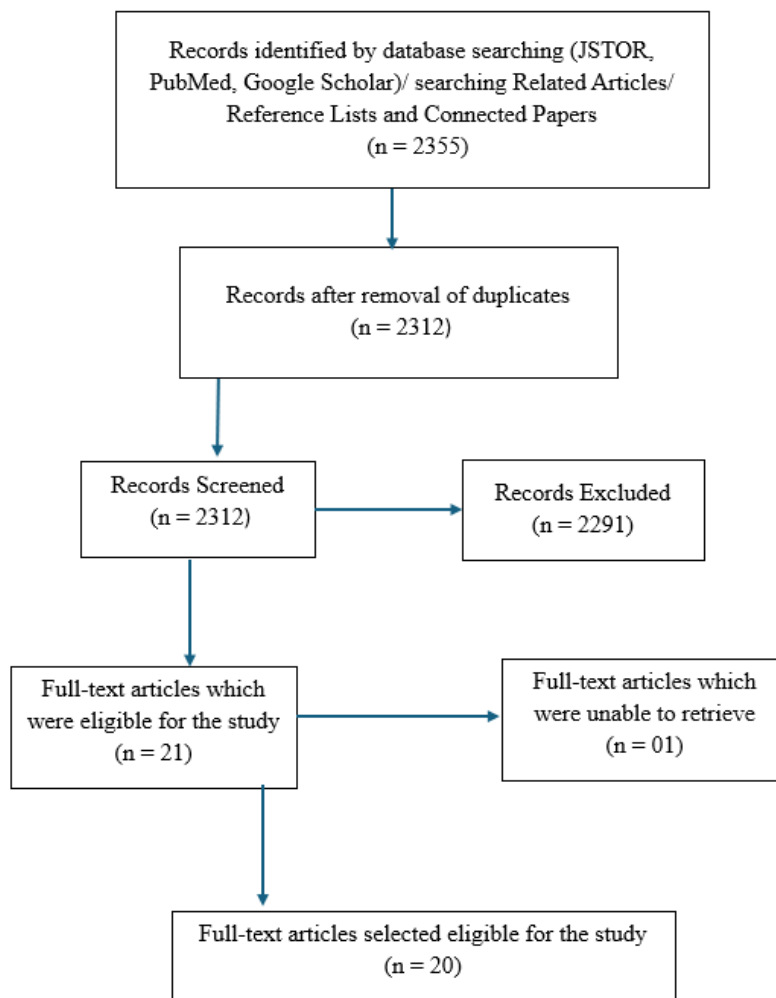 Records identified by database searching (JSTOR,
PubMed, Google Scholar)/ searching Related Articles/
Reference Lists and Connected Papers
(n = 2355)
Records after removal of duplicates
(n = 2312)
Records Screened
(n = 2312)
Records Excluded
(n = 2291)
Full-text articles which
were eligible for the study
(n = 21)
Full-text articles which
were unable to retrieve
(n = 01)
Full-text articles selected eligible for the study
(n = 20)